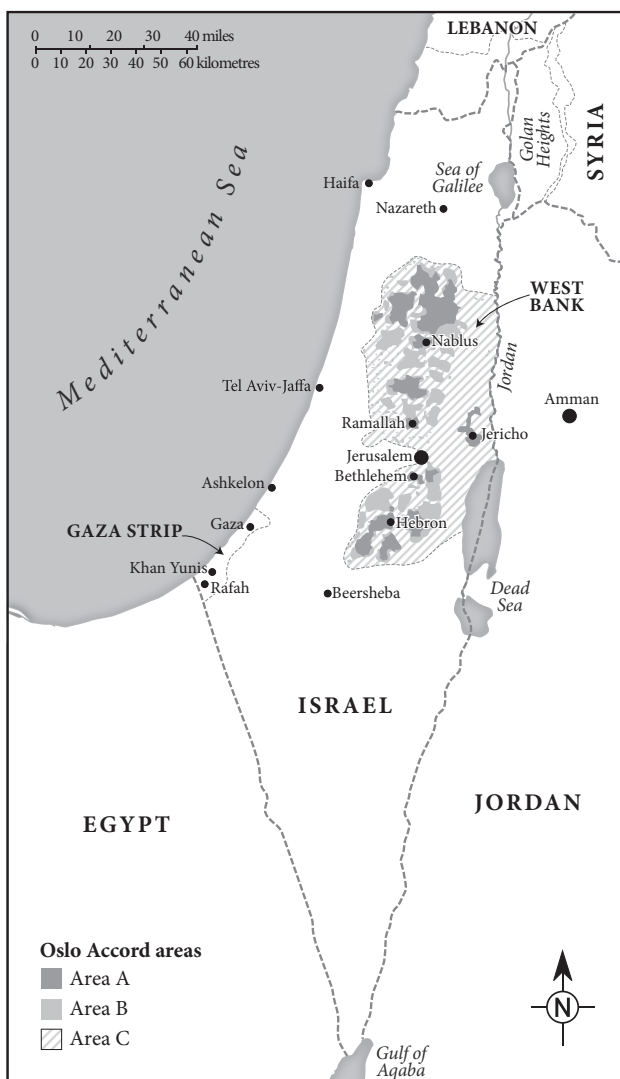 LEBANON
0 10 20 30 40 miles
0 10 20 30 40 50 60 kilometres
Golan
Heights
SYRIA
Sea of
Galilee
Haifa
Nazareth
Mediterranean Sea
WEST
BANK
Nablus
Jordan
Tel Aviv-Jaffa
Amman
Ramallah
Jericho
Jerusalem
Bethlehem
Ashkelon
Gaza
Hebron
GAZA STRIP
Khan Yunis
Rafah
Beersheba
Dead
Sea
ISRAEL
JORDAN
EGYPT
Oslo Accord areas
Area A
Area B
Area C
N
Gulf of
Aqaba